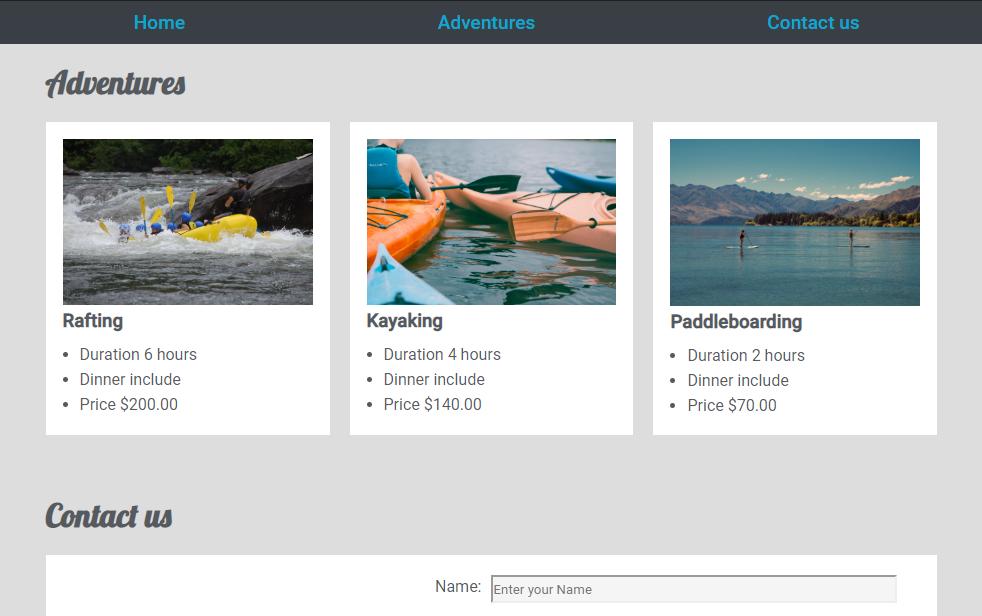 Home Adventures Contact us
Adventures
Rafting
Duration 6 hours
Dinner include
Price $200.00
Kayaking
Duration 4 hours
Dinner include
Price $140.00
Paddleboarding
Duration 2 hours
Dinner include
Price $70.00
Contact us
Name: Enter your Name